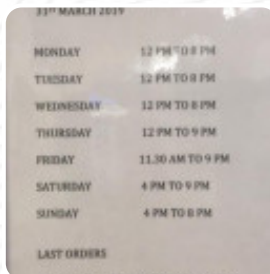 31ST MARCH 2019
MONDAY 12 PM TO 8 PM
TUESDAY 12 PM TO 8 PM
WEDNESDAY 12 PM TO 8 PM
THURSDAY 12 PM TO 9 PM
FRIDAY 11.30 AM TO 9 PM
SATURDAY 4 PM TO 9 PM
SUNDAY 4 PM TO 8 PM
LAST ORDERS